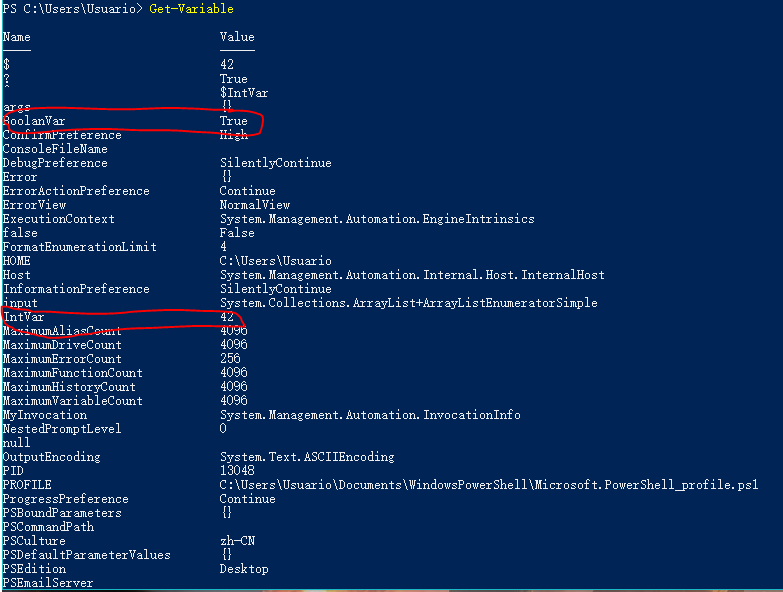 PS C:\Users\Usuario> Get-Variable
Name Value
---- -----
$ 42
? True
^ $IntVar
args {}
BoolanVar True
ConfirmPreference High
ConsoleFileName
DebugPreference SilentlyContinue
Error {}
ErrorActionPreference Continue
ErrorView NormalView
ExecutionContext System.Management.Automation.EngineIntrinsics
false False
FormatEnumerationLimit 4
HOME C:\Users\Usuario
Host System.Management.Automation.Internal.Host.InternalHost
InformationPreference SilentlyContinue
input System.Collections.ArrayList+ArrayListEnumeratorSimple
IntVar 42
MaximumAliasCount 4096
MaximumDriveCount 4096
MaximumErrorCount 256
MaximumFunctionCount 4096
MaximumHistoryCount 4096
MaximumVariableCount 4096
MyInvocation System.Management.Automation.InvocationInfo
NestedPromptLevel 0
null
OutputEncoding System.Text.ASCIIEncoding
PID 13048
PROFILE C:\Users\Usuario\Documents\WindowsPowerShell\Microsoft.PowerShell_profile.ps1
ProgressPreference Continue
PSBoundParameters {}
PSCommandPath
PSCulture zh-CN
PSDefaultParameterValues {}
PSEdition Desktop
PSEmailServer